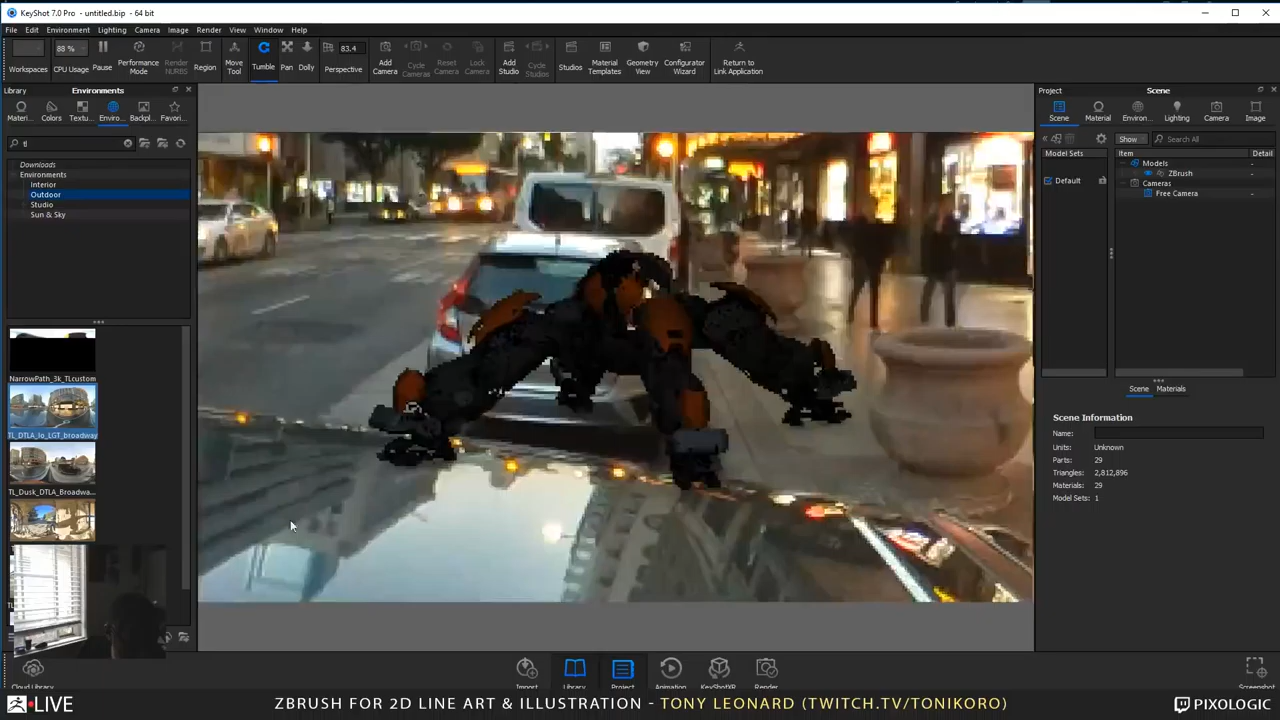 KeyShot 7.0 Pro - untitled.bip - 64 bit
File Edit Environment Lighting Camera Image Render View Window Help
88 % 83.4
Workspaces CPU Usage Pause Performance Mode Render NURBS Region Move Tool Tumble Pan Dolly Perspective Add Camera Cycle Cameras Reset Camera Lock Camera Add Studio Cycle Studios Studios Material Templates Geometry View Configurator Wizard Return to Link Application
Library Environments
Materi... Colors Textu... Enviro... Backpl... Favori...
tl
Downloads
Environments
Interior
Outdoor
Studio
Sun & Sky
NarrowPath_3k_TLcustom
TL_DTLA_lo_LGT_broadway
TL_Dusk_DTLA_Broadwa...
Project Scene
Scene Material Environ... Lighting Camera Image
Show Search All
Model Sets Item Detail
Default
Models -
ZBrush -
Cameras -
Free Camera -
Scene Materials
Scene Information
Name:
Units: Unknown
Parts: 29
Triangles: 2,812,896
Materials: 29
Model Sets: 1
Cloud Library Import Library Project Animation KeyShotXR Render Screenshot
LIVE ZBRUSH FOR 2D LINE ART & ILLUSTRATION - TONY LEONARD (TWITCH.TV/TONIKORO) PIXOLOGIC